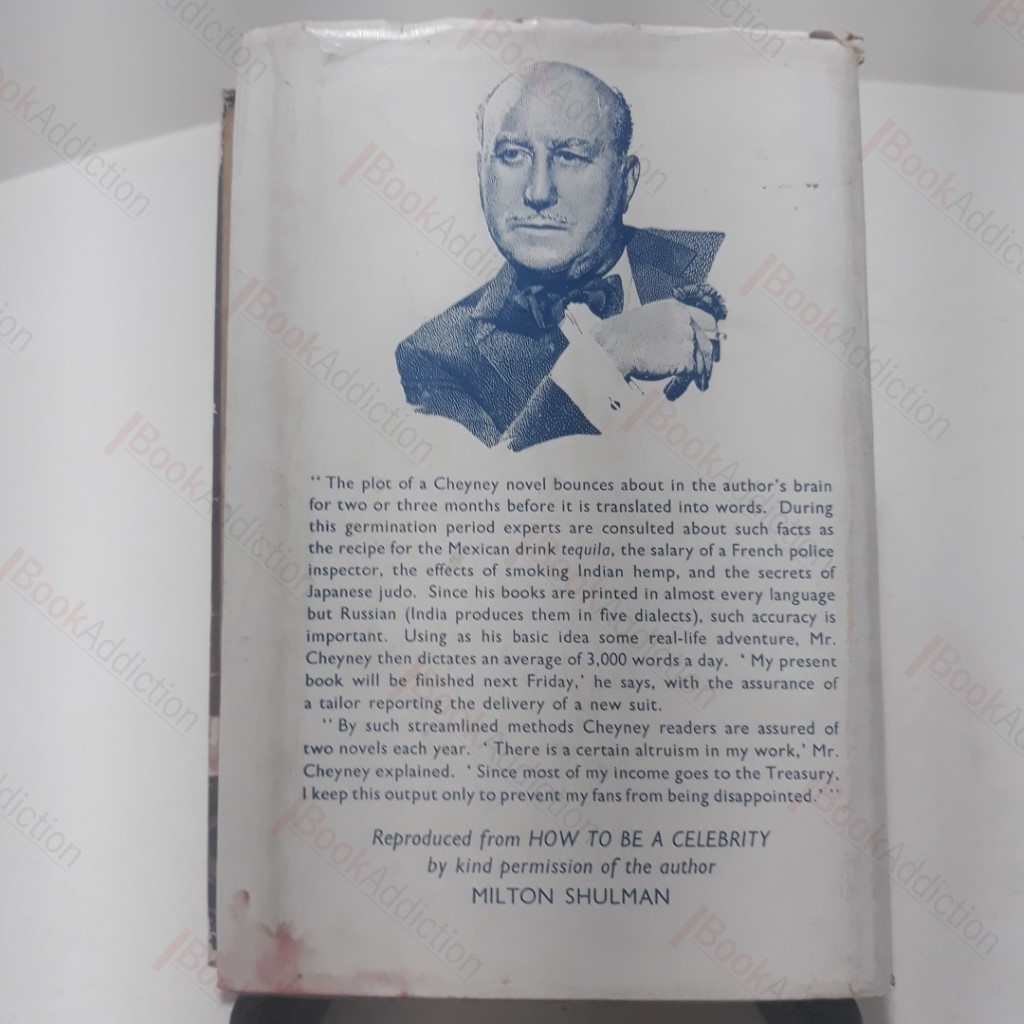 “ The plot of a Cheyney novel bounces about in the author’s brain
for two or three months before it is translated into words. During
this germination period experts are consulted about such facts as
the recipe for the Mexican drink tequila, the salary of a French police
inspector, the effects of smoking Indian hemp, and the secrets of
Japanese judo. Since his books are printed in almost every language
but Russian (India produces them in five dialects), such accuracy is
important. Using as his basic idea some real-life adventure, Mr.
Cheyney then dictates an average of 3,000 words a day. ‘ My present
book will be finished next Friday,’ he says, with the assurance of
a tailor reporting the delivery of a new suit.
“ By such streamlined methods Cheyney readers are assured of
two novels each year. ‘ There is a certain altruism in my work,’ Mr.
Cheyney explained. ‘ Since most of my income goes to the Treasury,
I keep this output only to prevent my fans from being disappointed.’ ”
Reproduced from HOW TO BE A CELEBRITY
by kind permission of the author
MILTON SHULMAN
BookAddiction